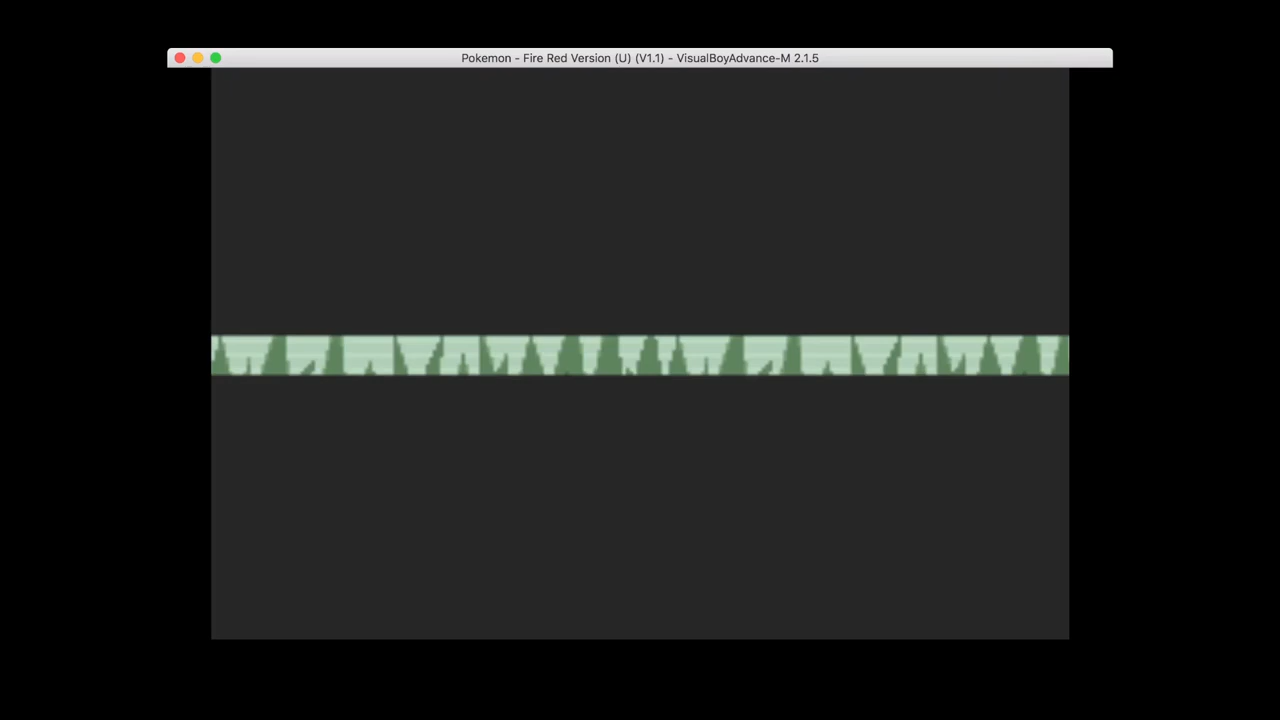 Pokemon - Fire Red Version (U) (V1.1) - VisualBoyAdvance-M 2.1.5